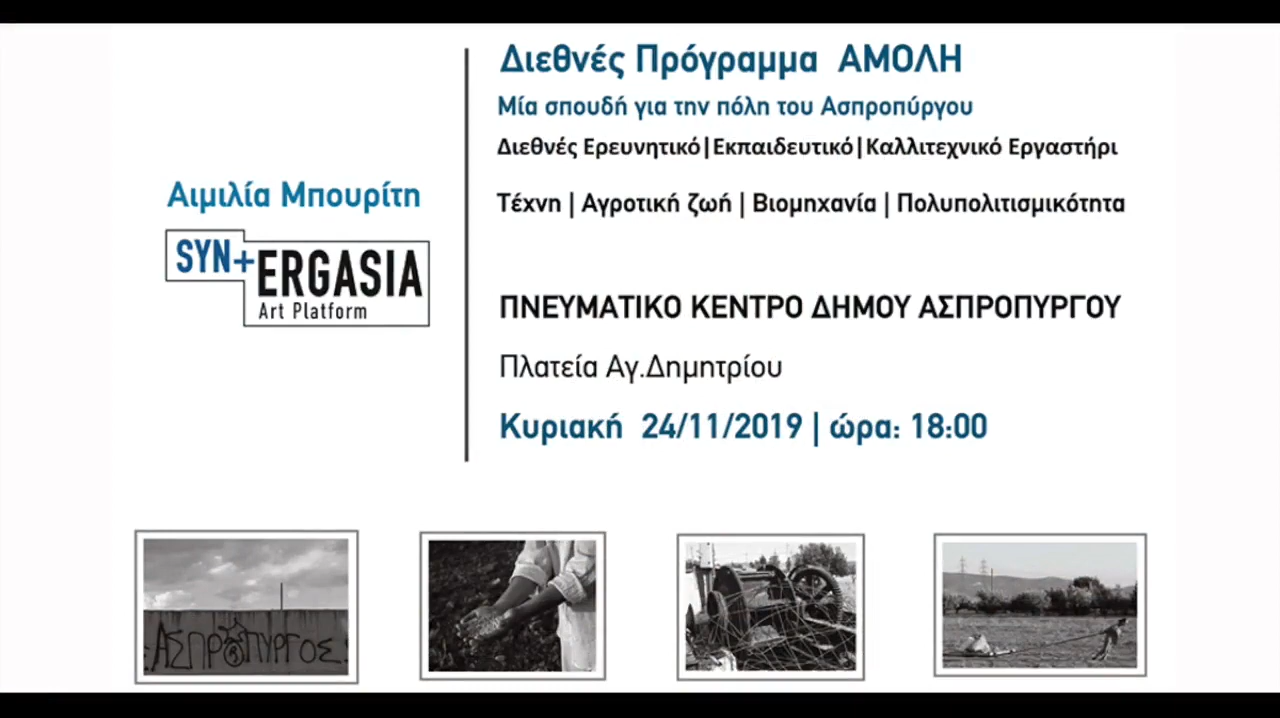 Διεθνές Πρόγραμμα ΑΜΟΛΗ
Μία σπουδή για την πόλη του Ασπροπύργου
Διεθνές Ερευνητικό|Εκπαιδευτικό|Καλλιτεχνικό Εργαστήρι
Τέχνη | Αγροτική ζωή | Βιομηχανία | Πολυπολιτισμικότητα
Αιμιλία Μπουρίτη
SYN+
ERGASIA
Art Platform
ΠΝΕΥΜΑΤΙΚΟ ΚΕΝΤΡΟ ΔΗΜΟΥ ΑΣΠΡΟΠΥΡΓΟΥ
Πλατεία Αγ.Δημητρίου
Κυριακή 24/11/2019 | ώρα: 18:00
ΑΣΠΡΟΠΥΡΓΟΣ